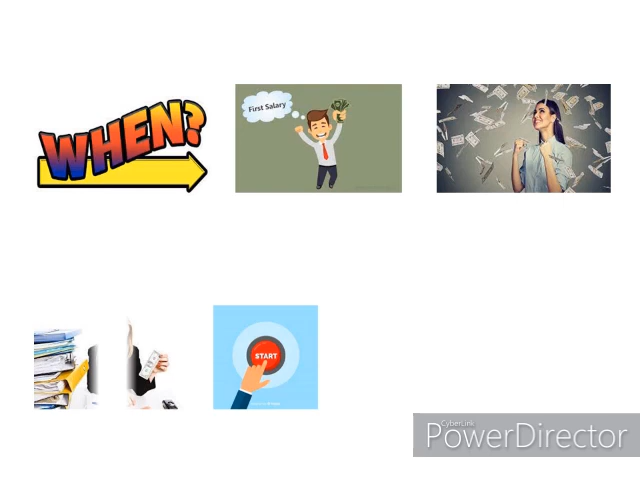 WHEN?
First Salary
START
CyberLink
PowerDirector